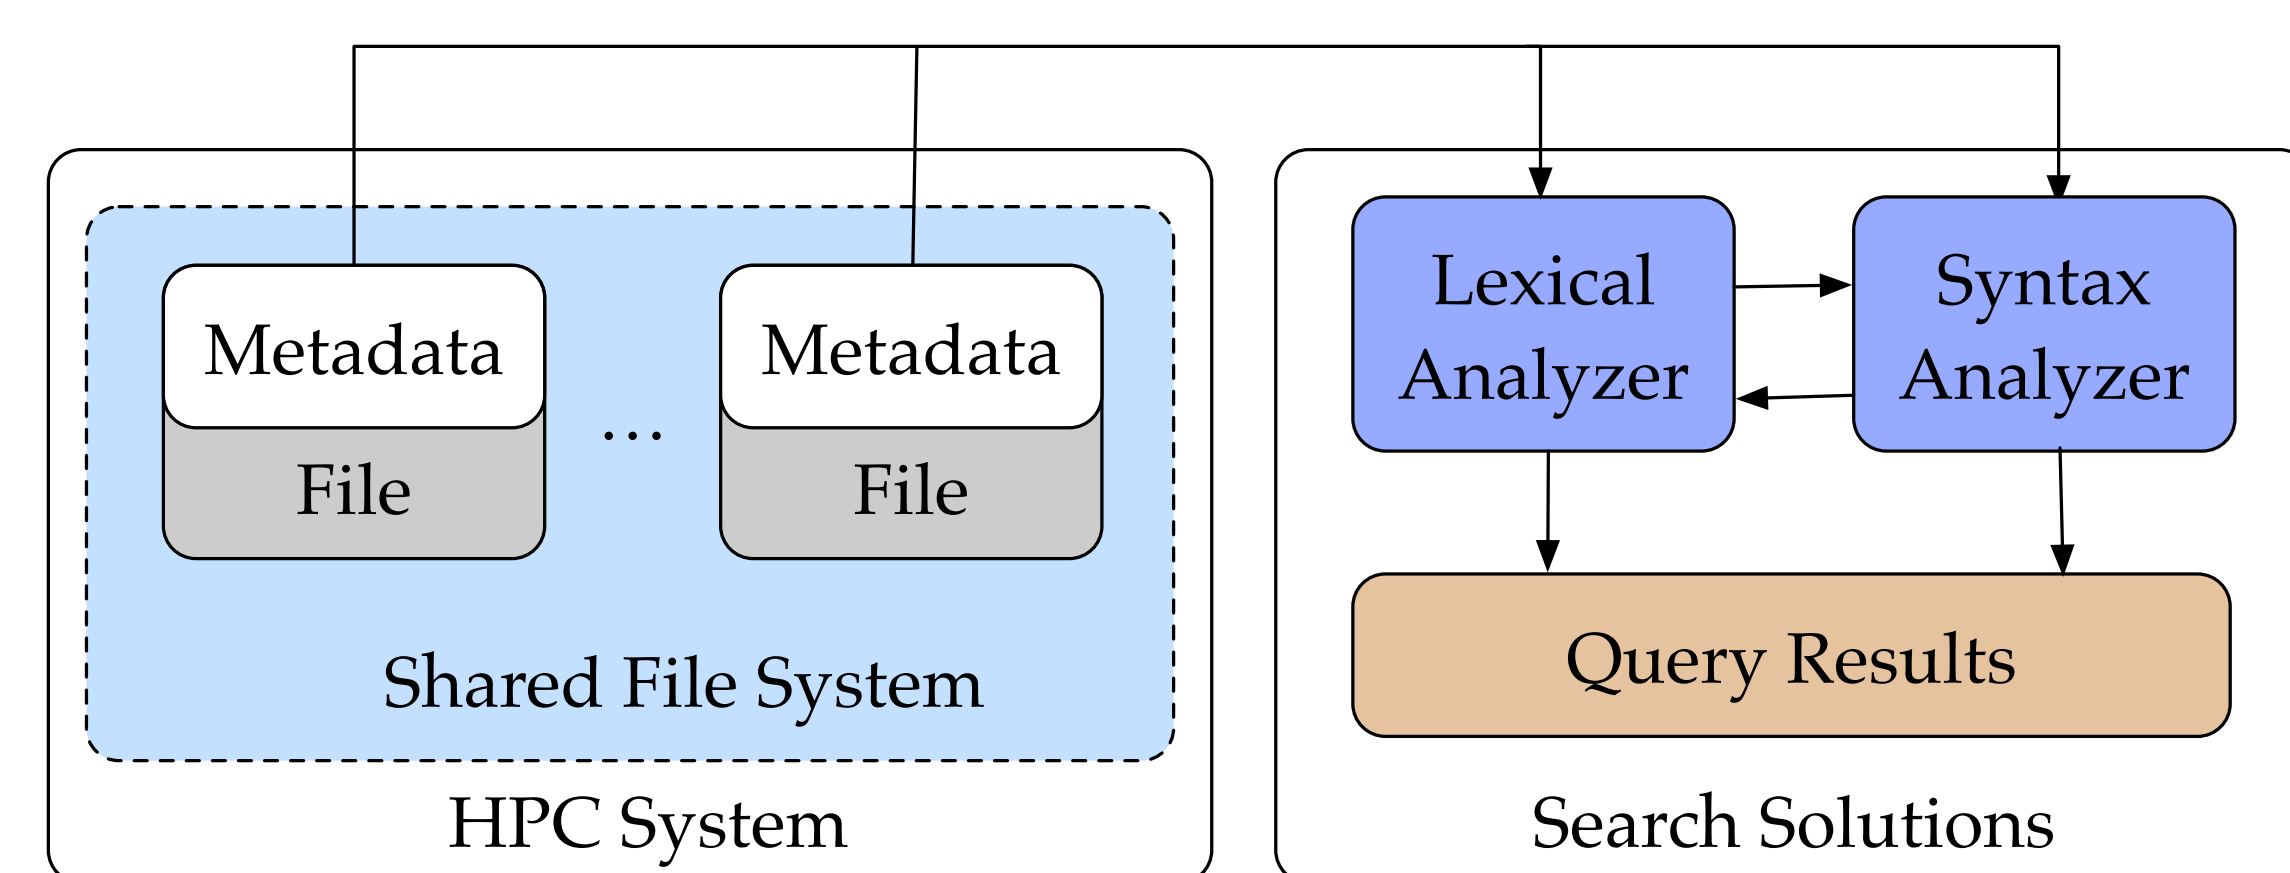 Metadata
File
...
Metadata
File
Shared File System
HPC System
Lexical
Analyzer
Syntax
Analyzer
Query Results
Search Solutions